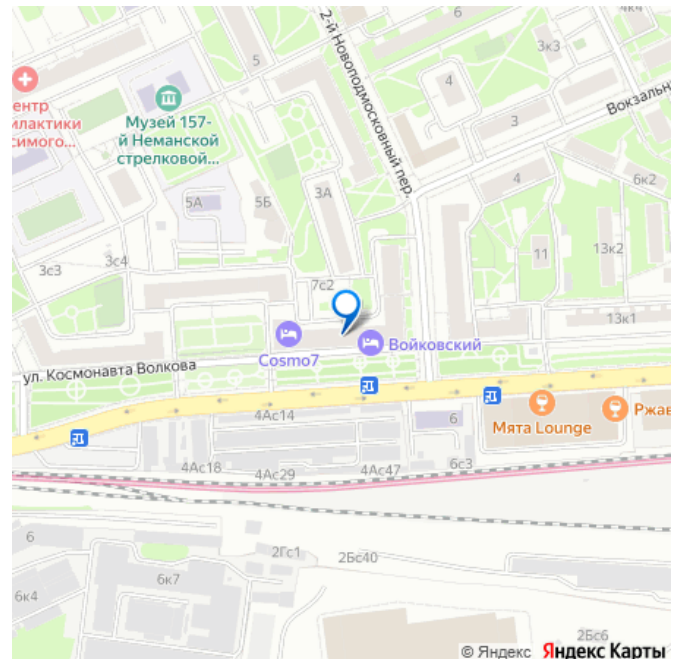 6
4к4
3к3
5
2-й Новоподмосковный пер.
4
ентр
илактики
симого...
Музей 157-
й Неманской
стрелковой...
3
Вокзальн
5А
5Б
3А
4
6к2
11
13к2
3с3
3с4
7с2
13к1
Cosmo7
Войковский
ул. Космонавта Волкова
4Ас14
6
Мята Lounge
Ржав
4Ас18
4Ас29
4Ас47
6с3
6
2Гс1
2Бс40
6к7
6к4
2Бс6
© Яндекс Яндекс Карты